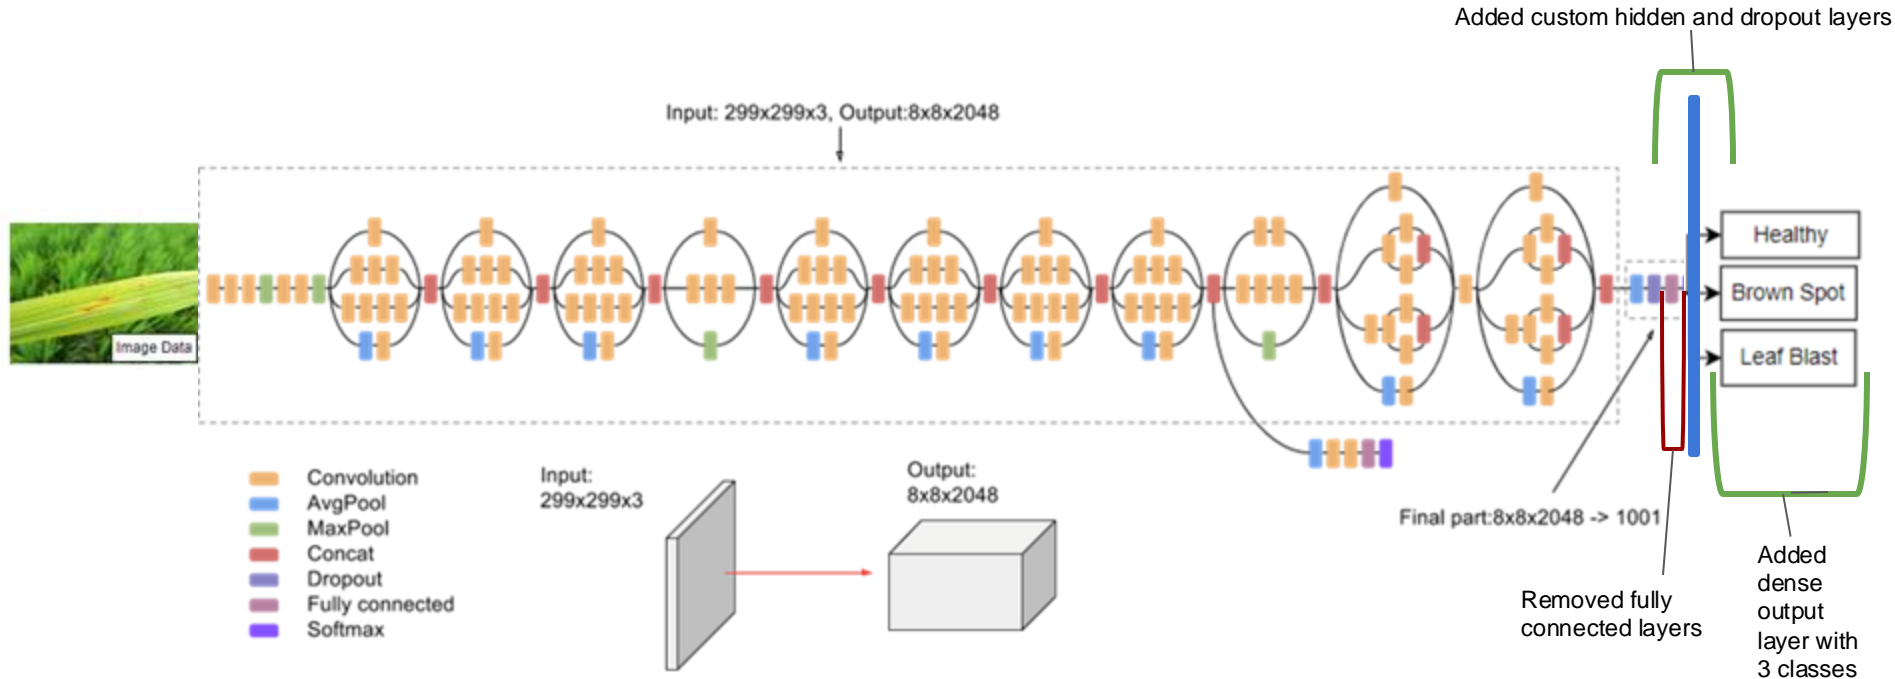 Added custom hidden and dropout layers
Input: 299x299x3, Output:8x8x2048
Image Data
Healthy
Brown Spot
Leaf Blast
Convolution
AvgPool
MaxPool
Concat
Dropout
Fully connected
Softmax
Input:
299x299x3
Output:
8x8x2048
Final part:8x8x2048 -> 1001
Removed fully
connected layers
Added
dense
output
layer with
3 classes